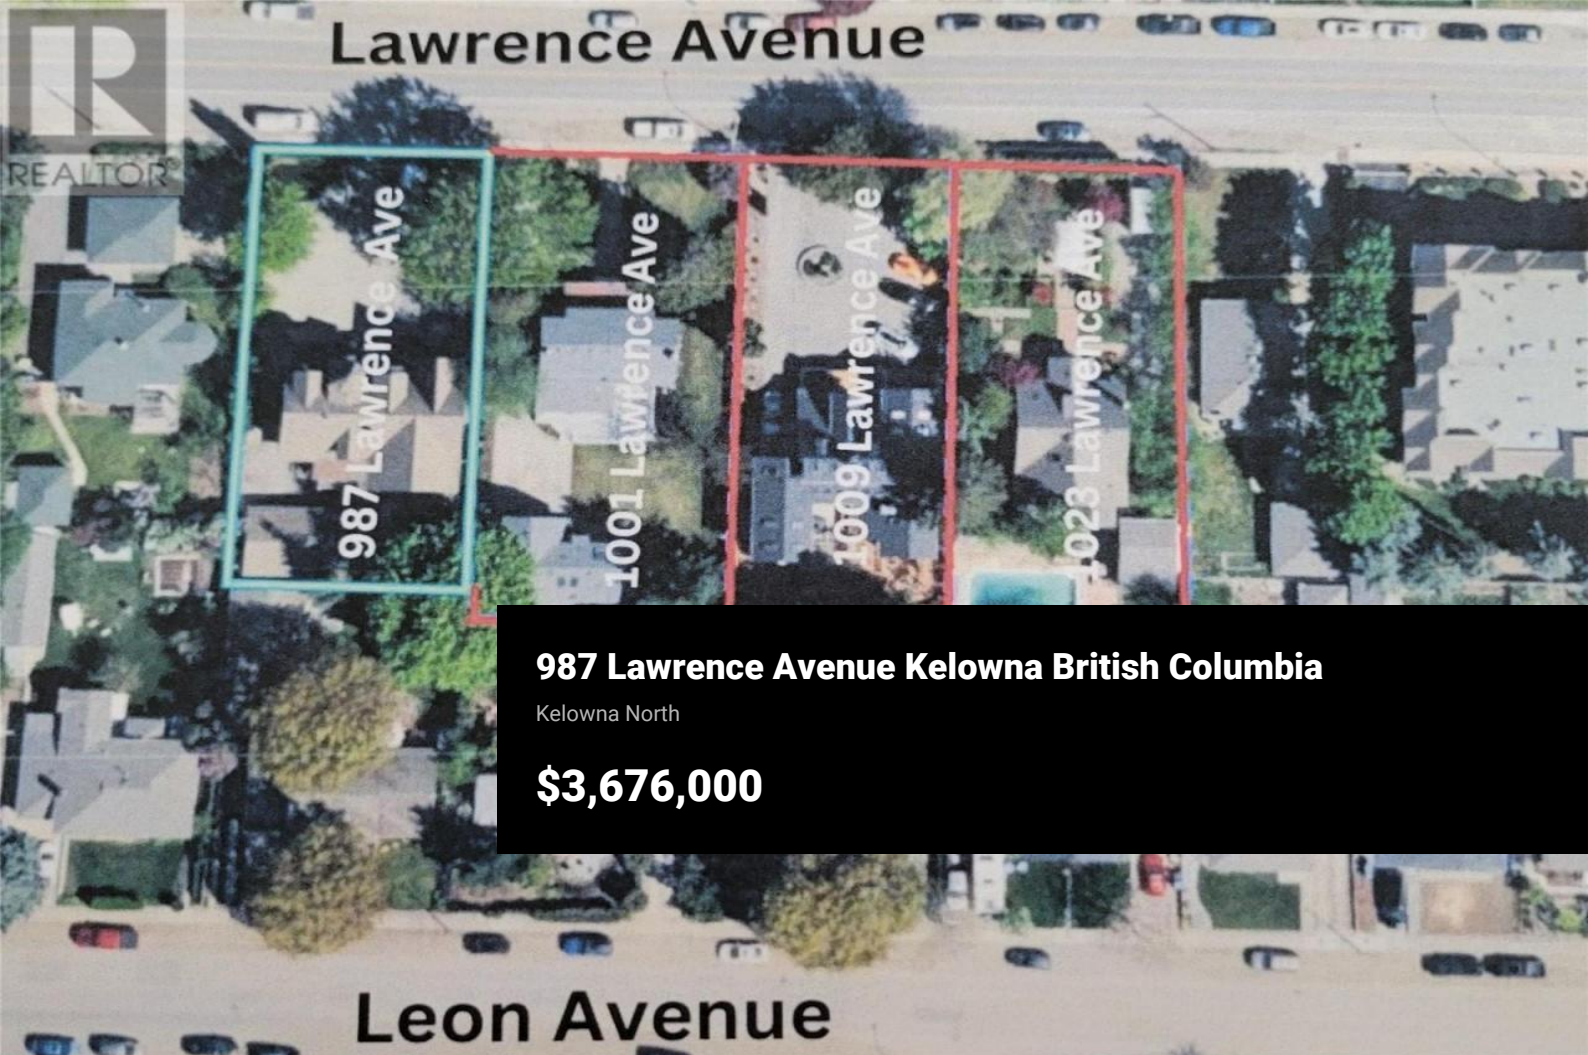 Lawrence Avenue
R
REALTOR®
987 Lawrence Ave
1001 Lawrence Ave
1009 Lawrence Ave
1023 Lawrence Ave
987 Lawrence Avenue Kelowna British Columbia
Kelowna North
$3,676,000
Leon Avenue